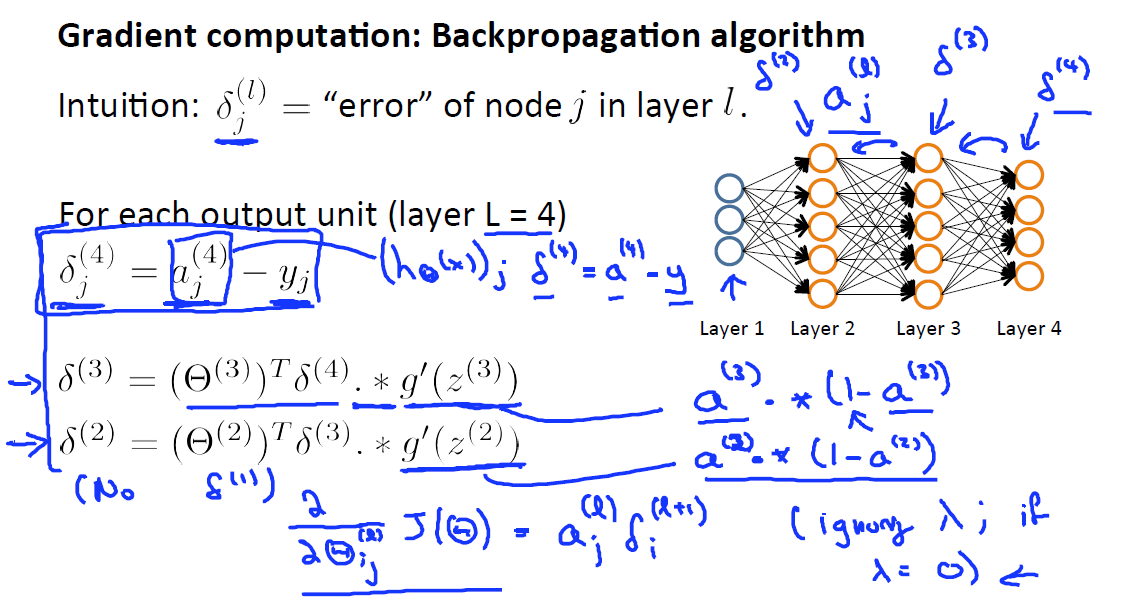 Gradient computation: Backpropagation algorithm
Intuition: δ_j^(l) = “error” of node j in layer l.
δ^(2) a_j^(l) δ^(3) δ^(4)
For each output unit (layer L = 4)
δ_j^(4) = a_j^(4) − y_j (h_Θ(x))_j δ^(4) = a^(4) - y
Layer 1 Layer 2 Layer 3 Layer 4
δ^(3) = (Θ^(3))^T δ^(4) .* g′(z^(3)) a^(3) .* (1-a^(3))
δ^(2) = (Θ^(2))^T δ^(3) .* g′(z^(2)) a^(2) .* (1-a^(2))
(No δ^(1))
∂/∂Θ_ij^(l) J(Θ) = a_j^(l) δ_i^(l+1) (ignoring λ; if
λ = 0) ←